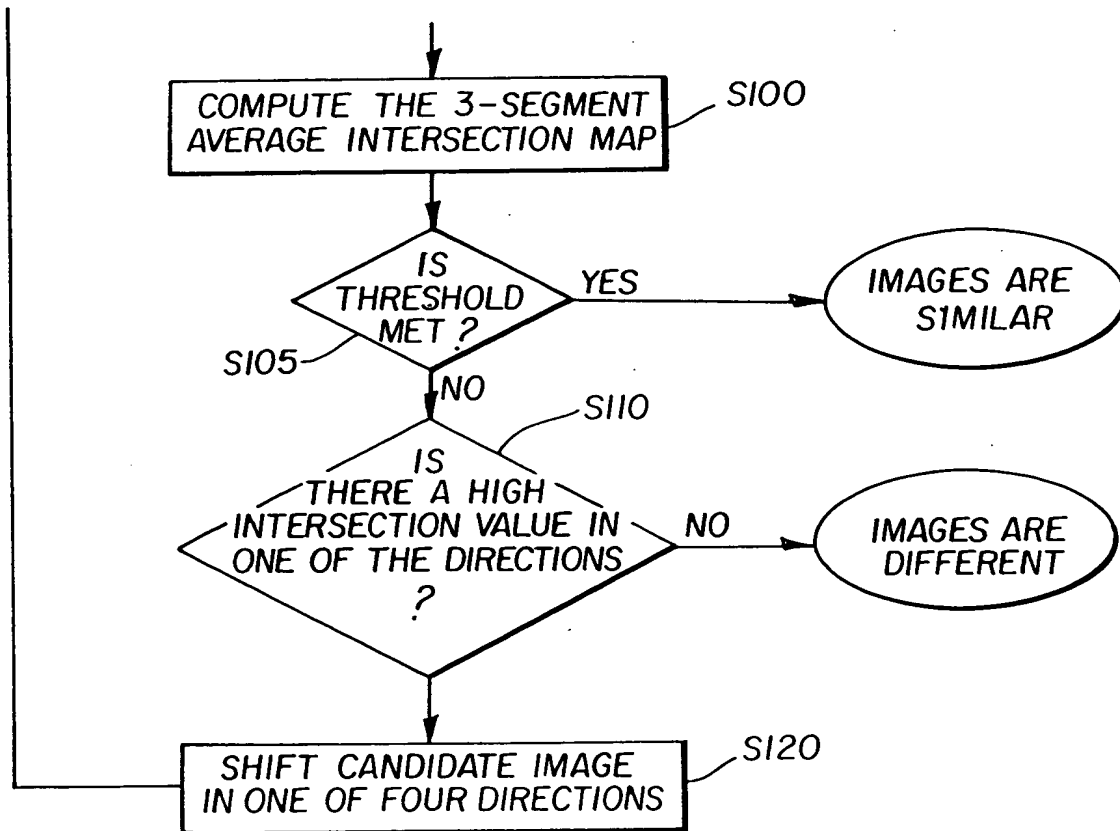 COMPUTE THE 3-SEGMENT
AVERAGE INTERSECTION MAP
S100
IS
THRESHOLD
MET ?
YES
IMAGES ARE
SIMILAR
S105
NO
S110
IS
THERE A HIGH
INTERSECTION VALUE IN
ONE OF THE DIRECTIONS
?
NO
IMAGES ARE
DIFFERENT
SHIFT CANDIDATE IMAGE
IN ONE OF FOUR DIRECTIONS
S120